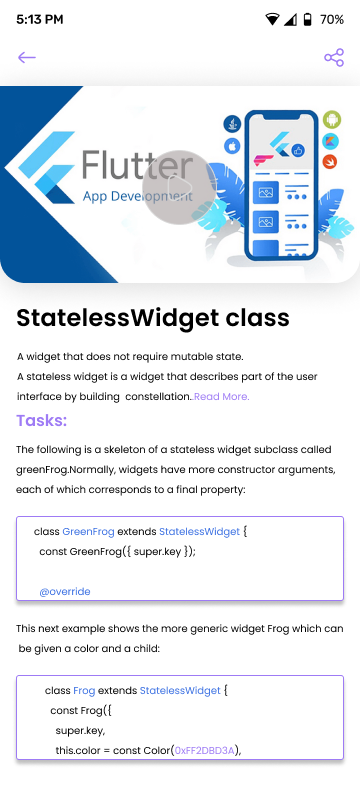 5:13 PM
70%
Flutter
App Development
StatelessWidget class
A widget that does not require mutable state.
A stateless widget is a widget that describes part of the user
interface by building constellation..Read More.
Tasks:
The following is a skeleton of a stateless widget subclass called
greenFrog.Normally, widgets have more constructor arguments,
each of which corresponds to a final property:
class GreenFrog extends StatelessWidget {
const GreenFrog({ super.key });
@override
This next example shows the more generic widget Frog which can
be given a color and a child:
class Frog extends StatelessWidget {
const Frog({
super.key,
this.color = const Color(0xFF2DBD3A),